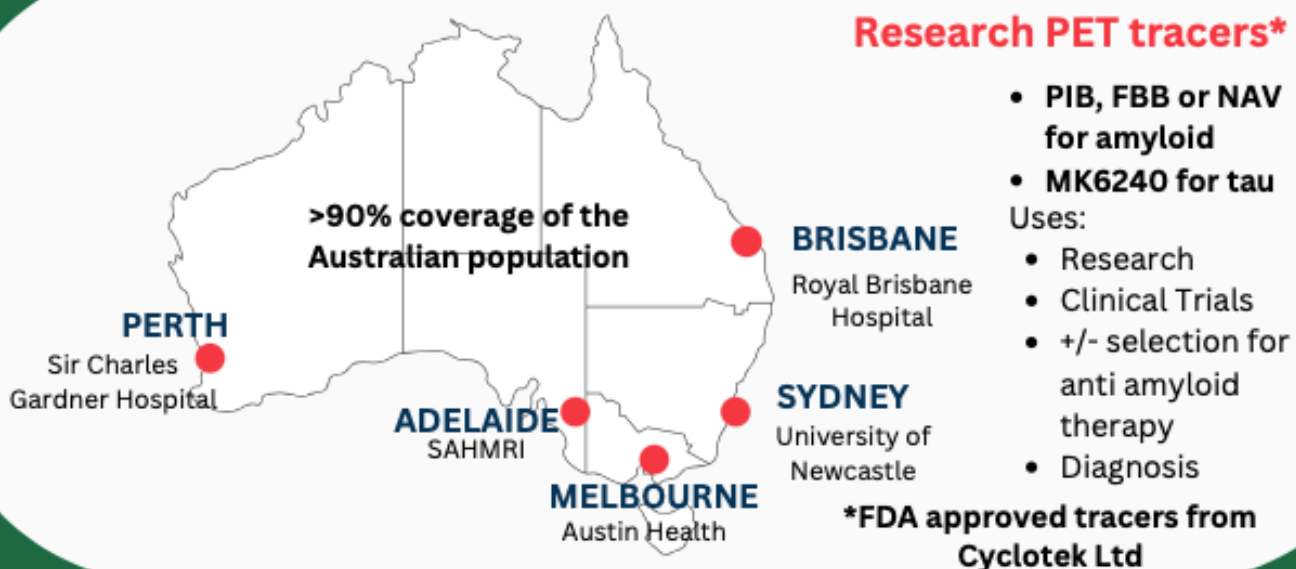 Research PET tracers*
• PIB, FBB or NAV
for amyloid
• MK6240 for tau
Uses:
• Research
• Clinical Trials
• +/- selection for
anti amyloid
therapy
• Diagnosis
*FDA approved tracers from
Cyclotek Ltd
>90% coverage of the
Australian population
BRISBANE
Royal Brisbane
Hospital
PERTH
Sir Charles
Gardner Hospital
ADELAIDE
SAHMRI
SYDNEY
University of
Newcastle
MELBOURNE
Austin Health